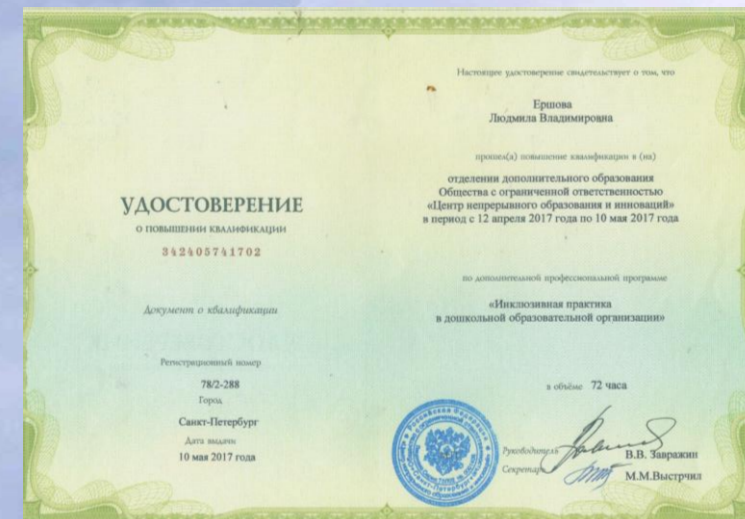 УДОСТОВЕРЕНИЕ
О ПОВЫШЕНИИ КВАЛИФИКАЦИИ
342405741702
Документ о квалификации
Регистрационный номер
78/2-288
Город
Санкт-Петербург
Дата выдачи
10 мая 2017 года
Настоящее удостоверение свидетельствует о том, что
Ершова
Людмила Владимировна
прошел(а) повышение квалификации в (на)
отделении дополнительного образования
Общества с ограниченной ответственностью
«Центр непрерывного образования и инноваций»
в период с 12 апреля 2017 года по 10 мая 2017 года
по дополнительной профессиональной программе
«Инклюзивная практика
в дошкольной образовательной организации»
в объёме 72 часа
Руководитель В.В. Завражин
Секретарь М.М.Выстрчил